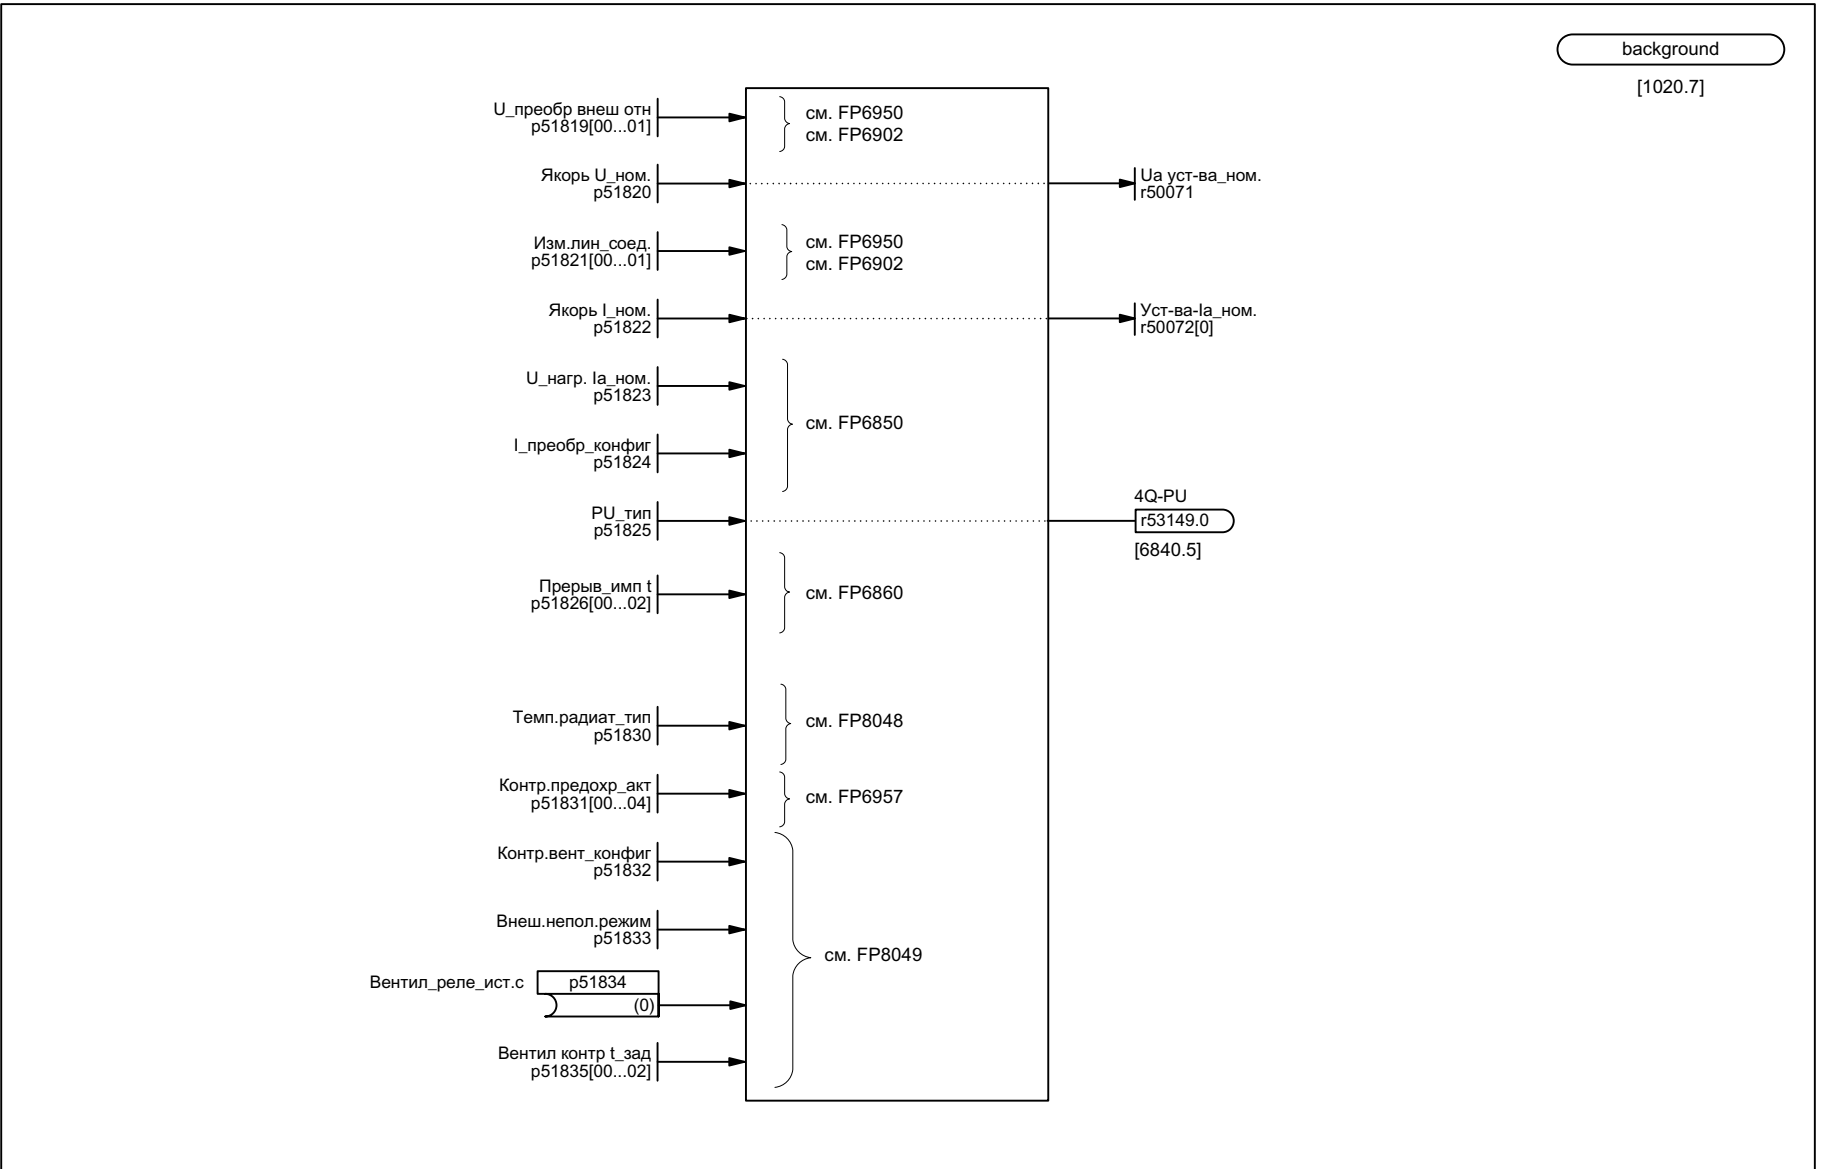 background
[1020.7]
U_преобр внеш отн
p51819[00...01]
см. FP6950
см. FP6902
Якорь U_ном.
p51820
Ua уст-ва_ном.
r50071
Изм.лин_соед.
p51821[00...01]
см. FP6950
см. FP6902
Якорь I_ном.
p51822
Уст-ва-Ia_ном.
r50072[0]
U_нагр. Ia_ном.
p51823
см. FP6850
I_преобр_конфиг
p51824
PU_тип
p51825
4Q-PU
r53149.0
[6840.5]
Прерыв_имп t
p51826[00...02]
см. FP6860
Темп.радиат_тип
p51830
см. FP8048
Контр.предохр_акт
p51831[00...04]
см. FP6957
Контр.вент_конфиг
p51832
Внеш.непол.режим
p51833
см. FP8049
Вентил_реле_ист.с
p51834
(0)
Вентил контр t_зад
p51835[00...02]